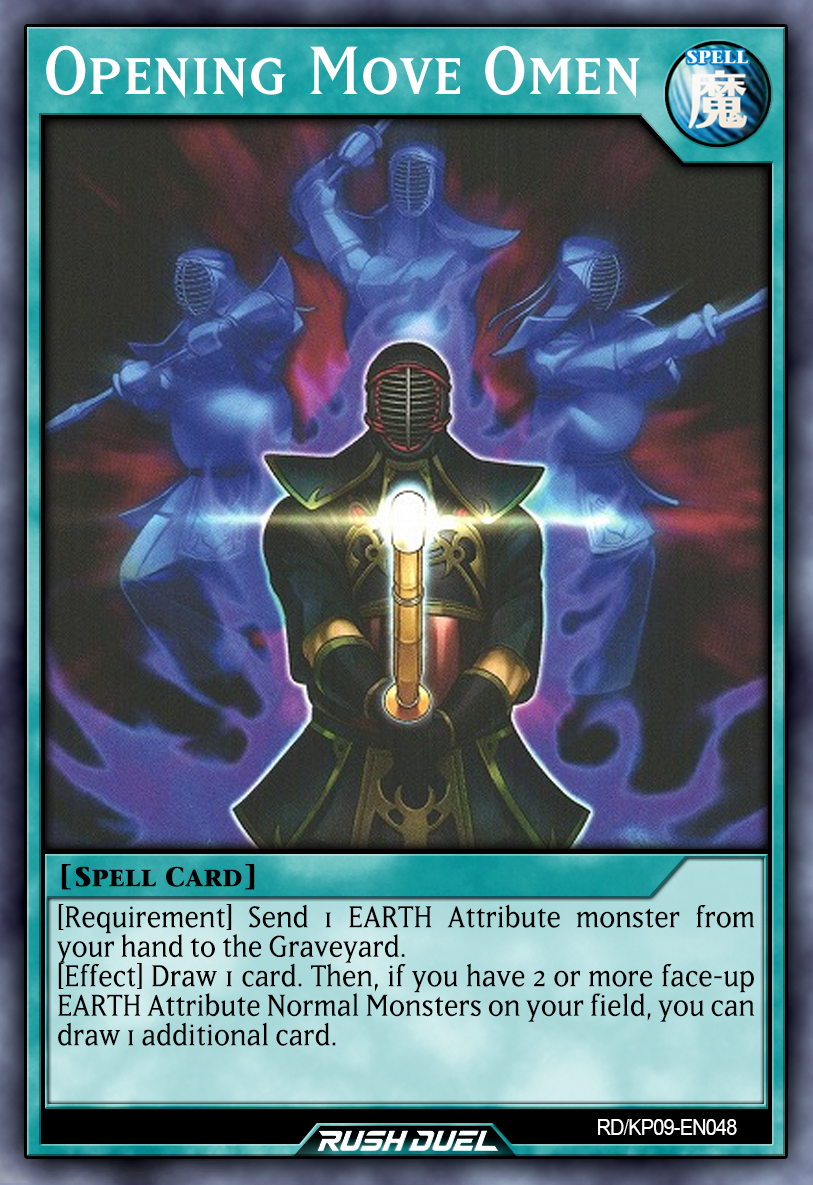 Opening Move Omen
SPELL
魔
[Spell Card]
[Requirement] Send 1 EARTH Attribute monster from
your hand to the Graveyard.
[Effect] Draw 1 card. Then, if you have 2 or more face-up
EARTH Attribute Normal Monsters on your field, you can
draw 1 additional card.
RD/KP09-EN048
RUSH DUEL